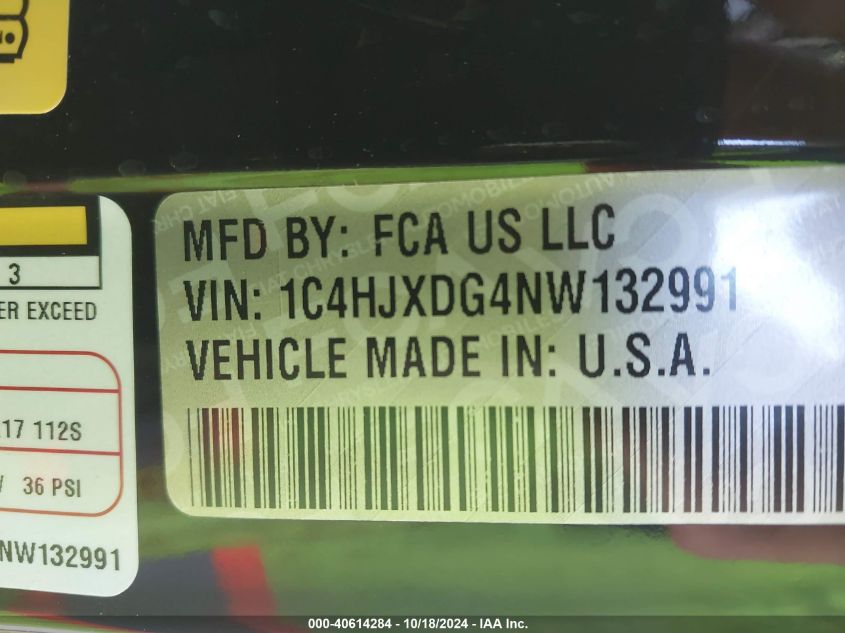 3
ER EXCEED
17 112S
36 PSI
NW132991
MFD BY: FCA US LLC
VIN: 1C4HJXDG4NW132991
VEHICLE MADE IN: U.S.A.
000-40614284 - 10/18/2024 - IAA Inc.